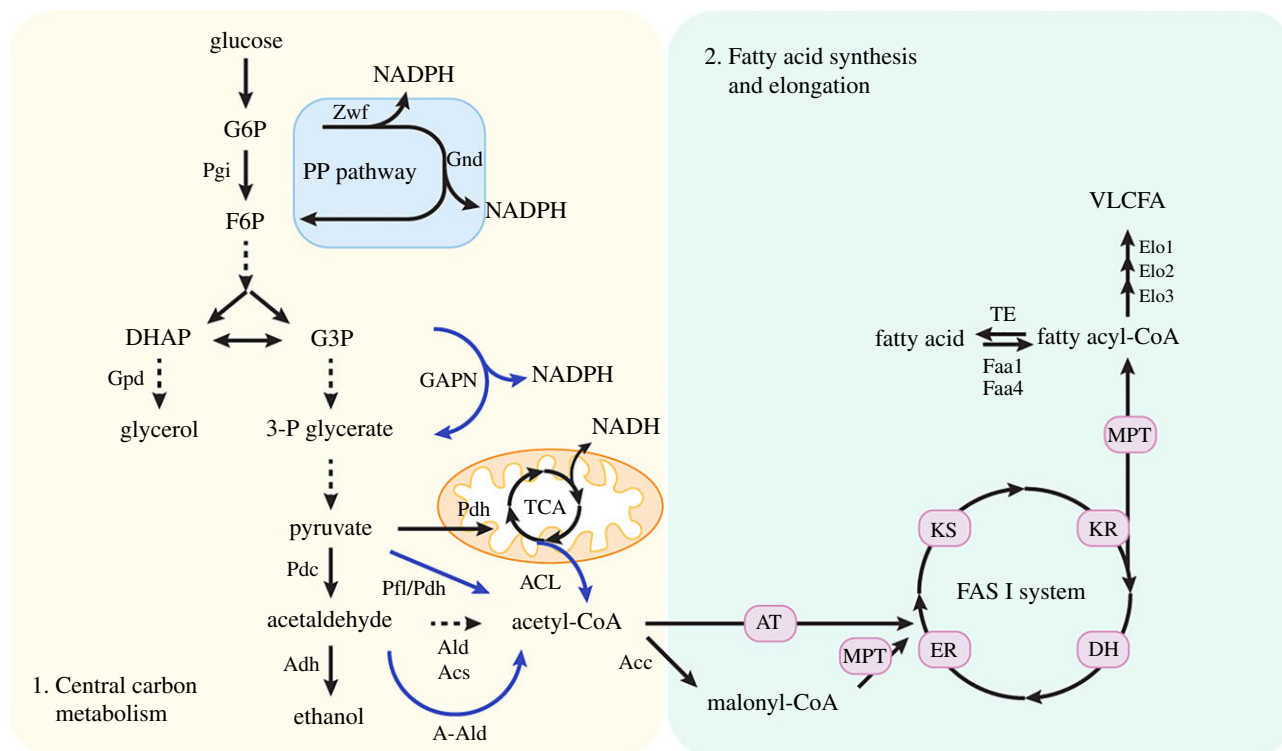 glucose
NADPH
Zwf
G6P
Pgi
PP pathway
Gnd
F6P
NADPH
DHAP
G3P
Gpd
GAPN
NADPH
glycerol
3-P glycerate
NADH
Pdh
TCA
pyruvate
Pdc
Pfl/Pdh
ACL
acetaldehyde
Ald
Acs
acetyl-CoA
Adh
ethanol
A-Ald
1. Central carbon
metabolism
2. Fatty acid synthesis
and elongation
VLCFA
Elo1
Elo2
Elo3
TE
fatty acid
fatty acyl-CoA
Faa1
Faa4
MPT
KS
KR
FAS I system
AT
MPT
ER
DH
Acc
malonyl-CoA